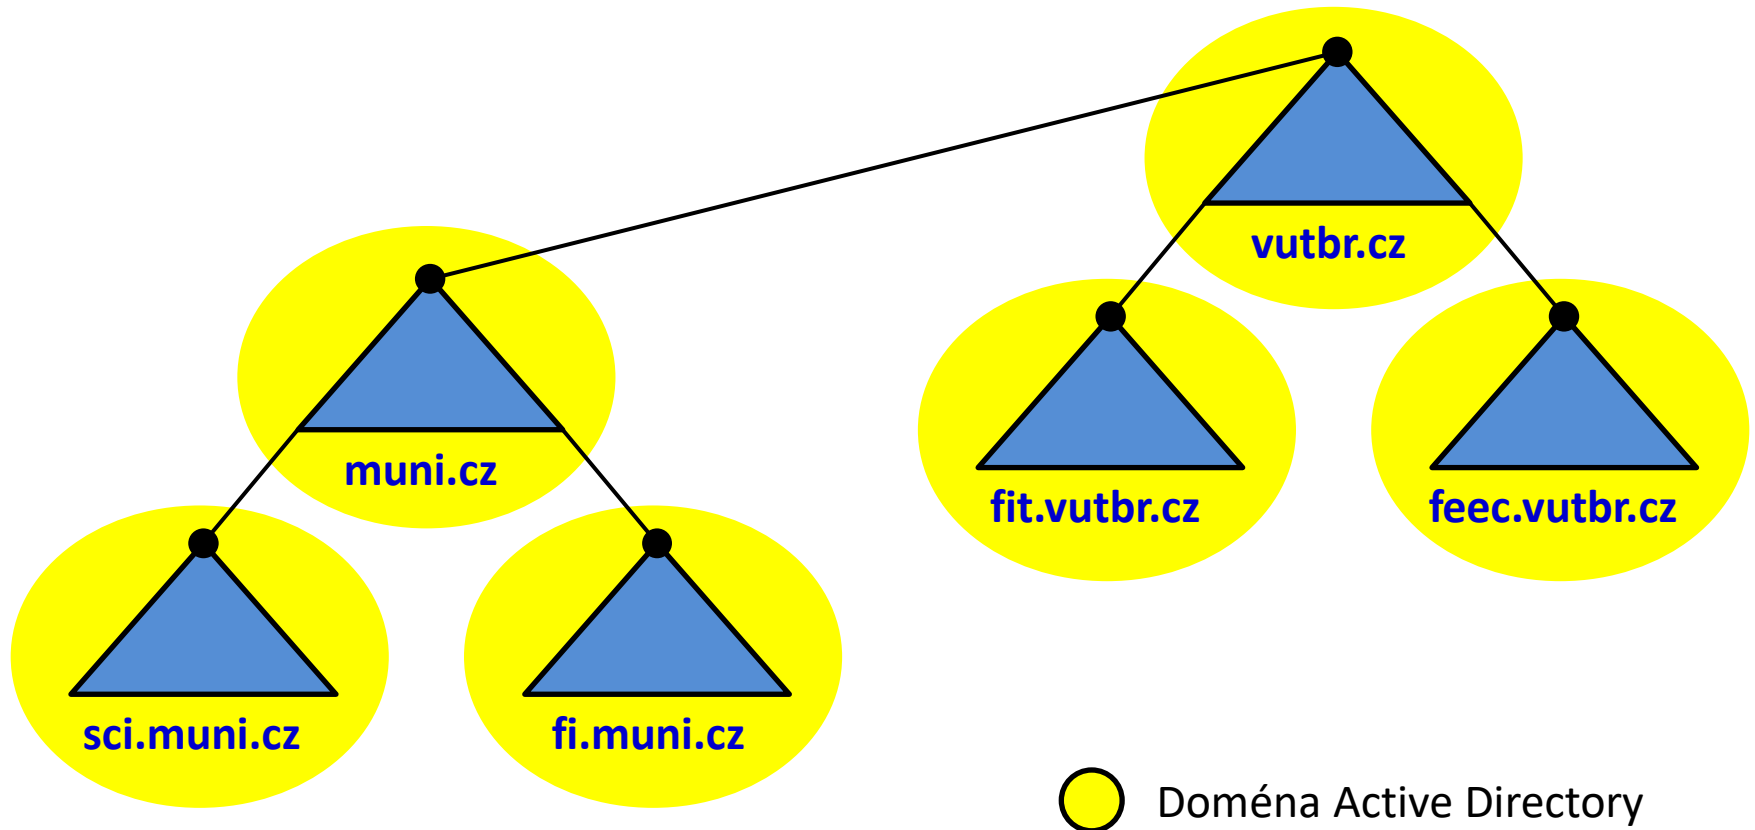 vutbr.cz
muni.cz
fit.vutbr.cz
feec.vutbr.cz
sci.muni.cz
fi.muni.cz
Doména Active Directory